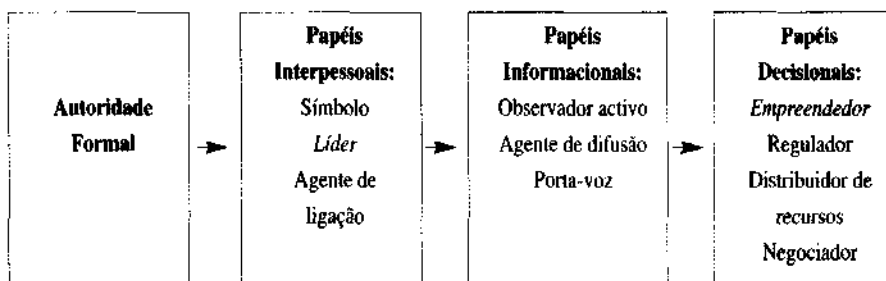 Autoridade
Formal
Papéis
Interpessoais:
Símbolo
Líder
Agente de
ligação
Papéis
Informacionais:
Observador activo
Agente de difusão
Porta-voz
Papéis
Decisionais:
Empreendedor
Regulador
Distribuidor de
recursos
Negociador